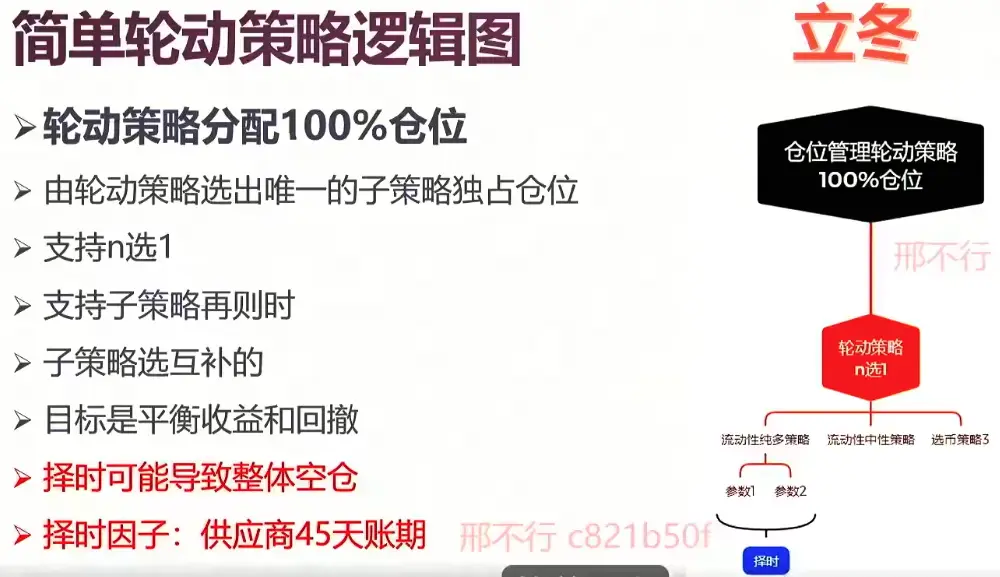 简单轮动策略逻辑图
立冬
轮动策略分配100%仓位
由轮动策略选出唯一的子策略独占仓位
支持n选1
支持子策略再则时
子策略选互补的
目标是平衡收益和回撤
择时可能导致整体空仓
择时因子：供应商45天账期
仓位管理轮动策略
100%仓位
邢不行
轮动策略
n选1
流动性纯多策略
流动性中性策略
选币策略3
参数1
参数2
择时
邢不行 c821b50f